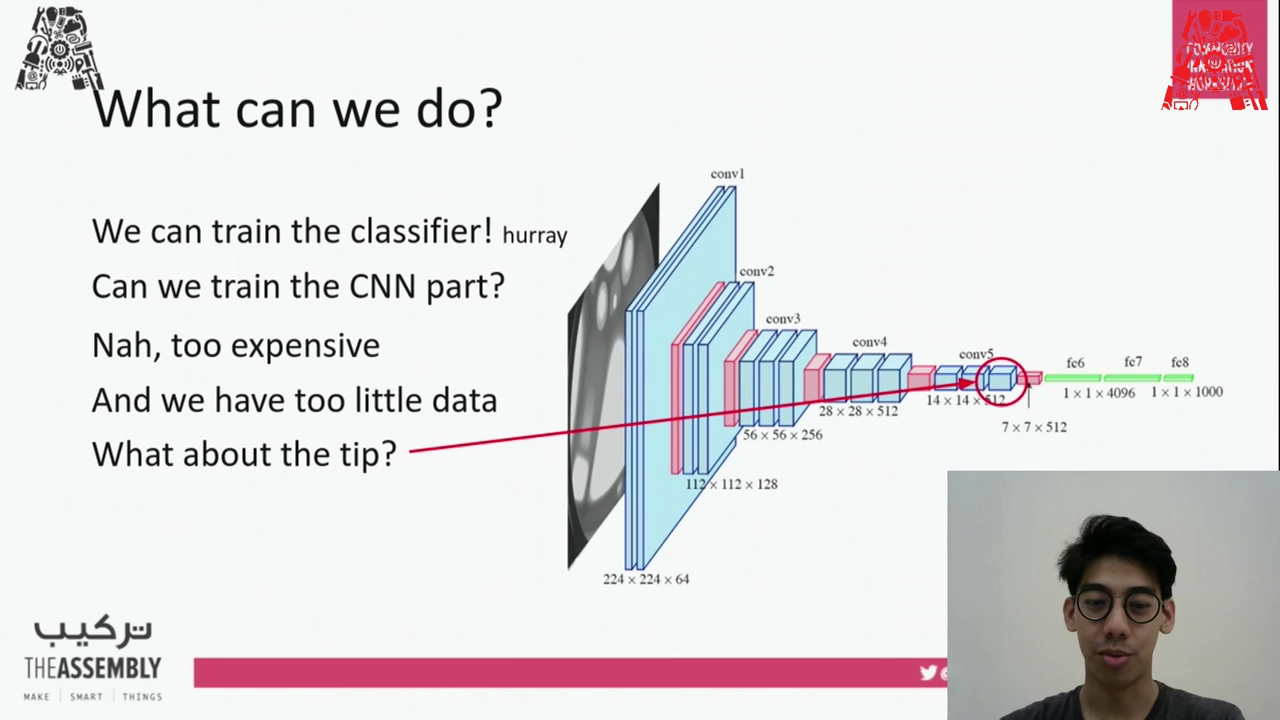 What can we do?
We can train the classifier! hurray
Can we train the CNN part?
Nah, too expensive
And we have too little data
What about the tip?
conv1
conv2
conv3
conv4
conv5
fc6
fc7
fc8
1 × 1 × 4096
1 × 1 × 1000
14 × 14 × 512
28 × 28 × 512
7 × 7 × 512
56 × 56 × 256
112 × 112 × 128
224 × 224 × 64
تركيب
THEASSEMBLY
MAKE | SMART | THINGS